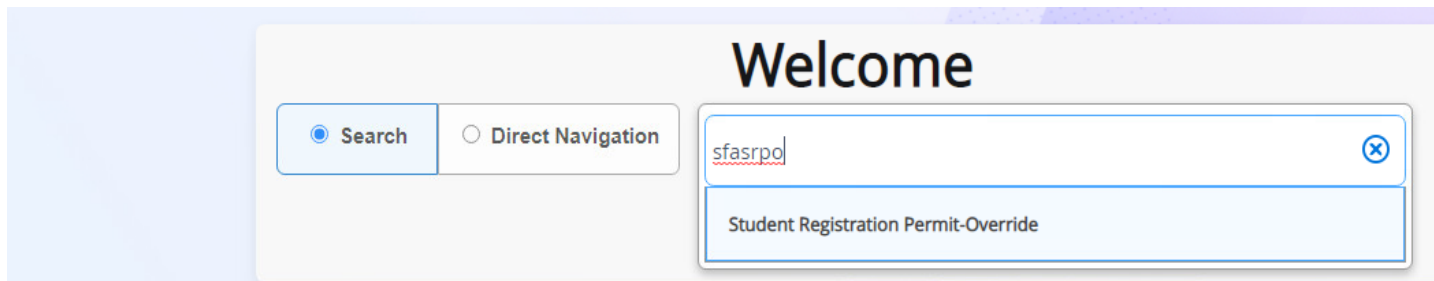 Welcome
Search
Direct Navigation
sfasrpo
Student Registration Permit-Override